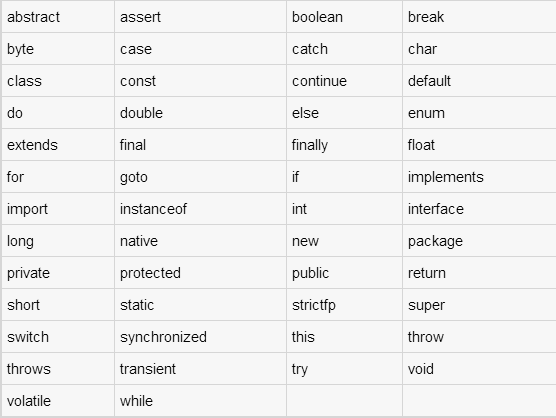 abstract assert boolean break
byte case catch char
class const continue default
do double else enum
extends final finally float
for goto if implements
import instanceof int interface
long native new package
private protected public return
short static strictfp super
switch synchronized this throw
throws transient try void
volatile while